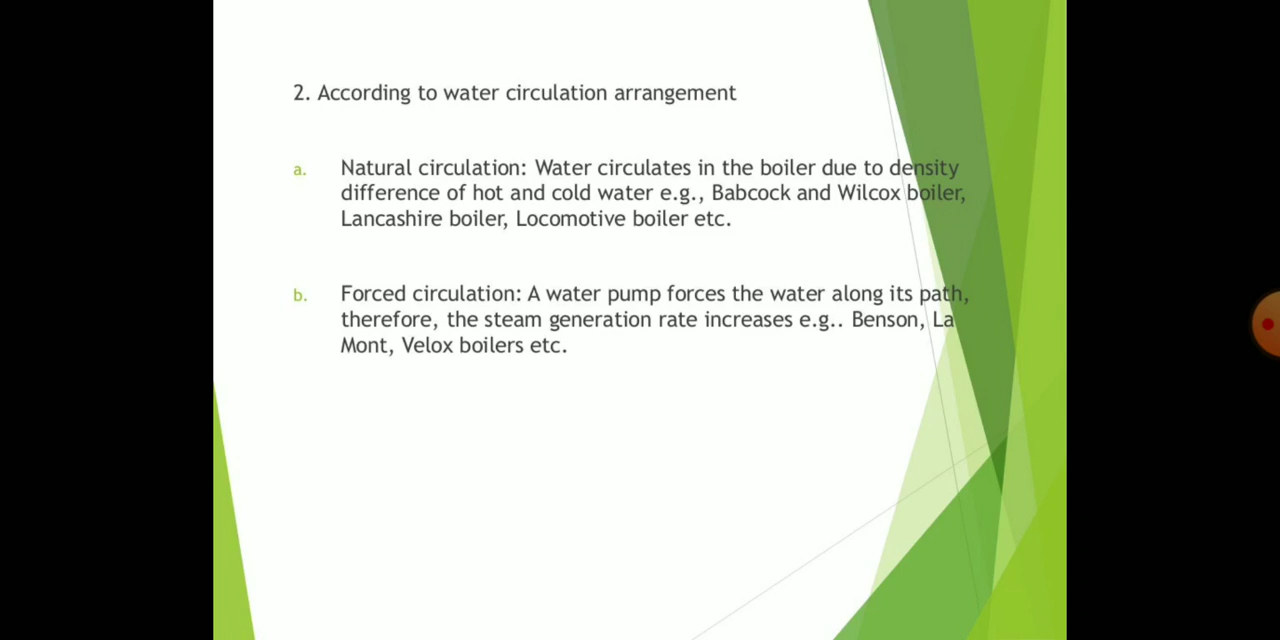 2. According to water circulation arrangement
a. Natural circulation: Water circulates in the boiler due to density
difference of hot and cold water e.g., Babcock and Wilcox boiler,
Lancashire boiler, Locomotive boiler etc.
b. Forced circulation: A water pump forces the water along its path,
therefore, the steam generation rate increases e.g.. Benson, La
Mont, Velox boilers etc.